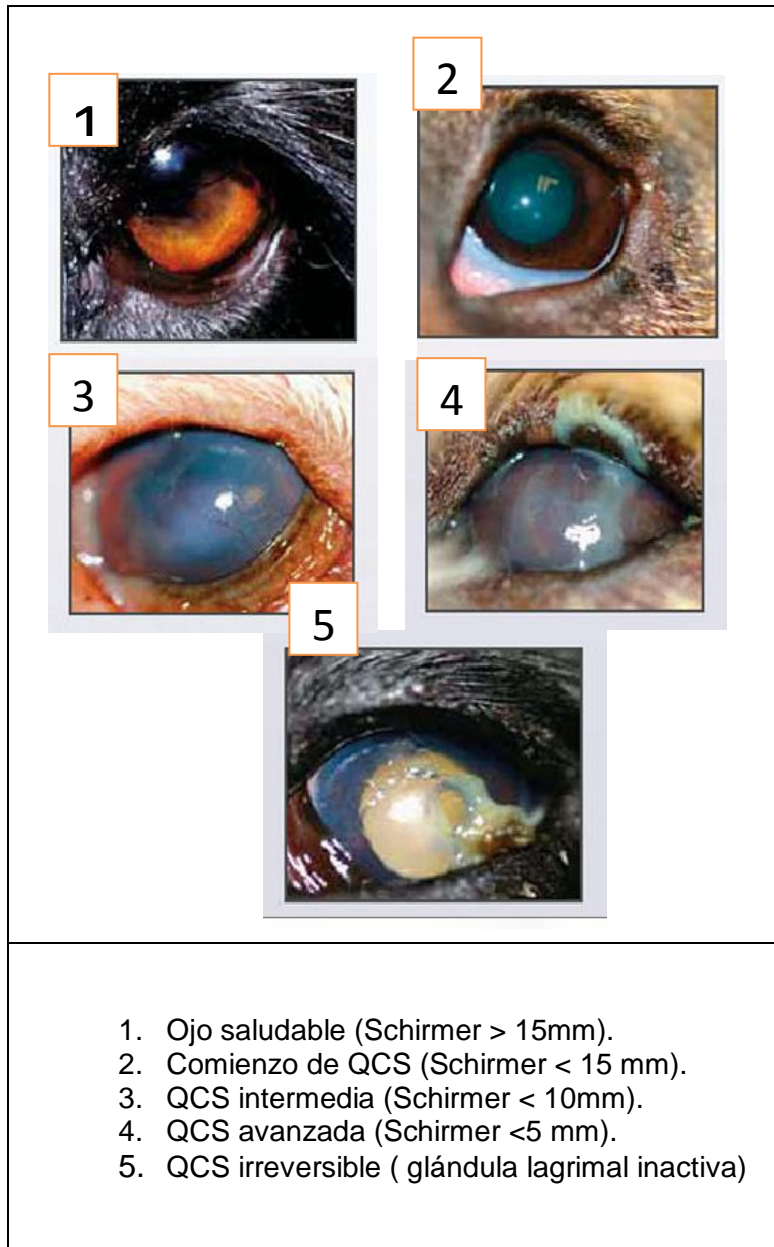 1
2
3
4
5
1. Ojo saludable (Schirmer > 15mm).
2. Comienzo de QCS (Schirmer < 15 mm).
3. QCS intermedia (Schirmer < 10mm).
4. QCS avanzada (Schirmer <5 mm).
5. QCS irreversible ( glándula lagrimal inactiva)